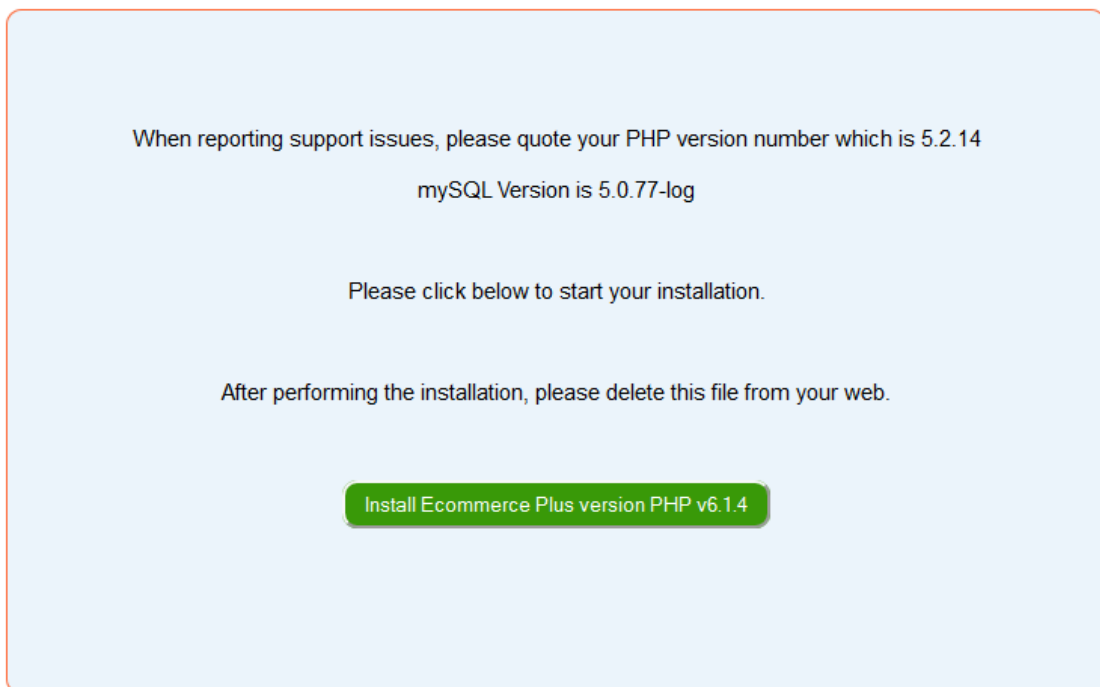 When reporting support issues, please quote your PHP version number which is 5.2.14
mySQL Version is 5.0.77-log
Please click below to start your installation.
After performing the installation, please delete this file from your web.
Install Ecommerce Plus version PHP v6.1.4